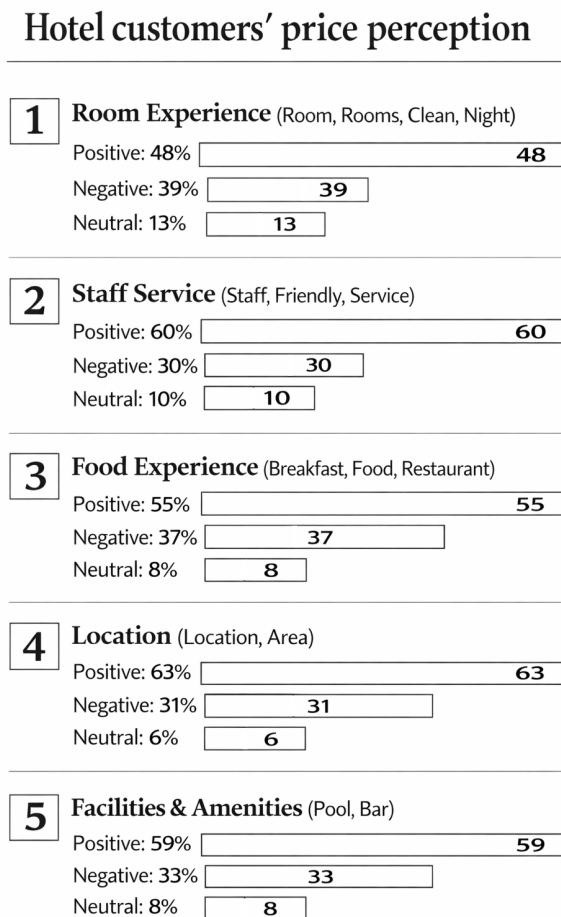 Hotel customers' price perception
1 Room Experience (Room, Rooms, Clean, Night)
Positive: 48% 48
Negative: 39% 39
Neutral: 13% 13
2 Staff Service (Staff, Friendly, Service)
Positive: 60% 60
Negative: 30% 30
Neutral: 10% 10
3 Food Experience (Breakfast, Food, Restaurant)
Positive: 55% 55
Negative: 37% 37
Neutral: 8% 8
4 Location (Location, Area)
Positive: 63% 63
Negative: 31% 31
Neutral: 6% 6
5 Facilities & Amenities (Pool, Bar)
Positive: 59% 59
Negative: 33% 33
Neutral: 8% 8